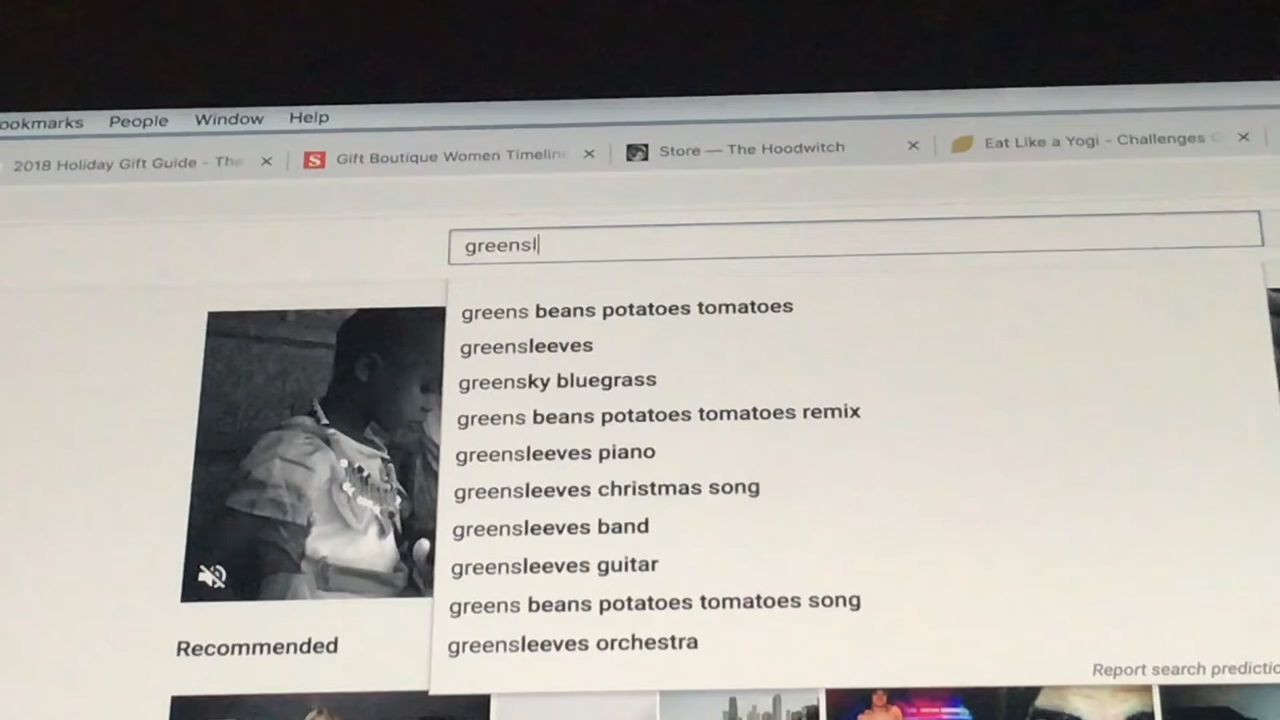 ookmarks People Window Help
2018 Holiday Gift Guide - The
S Gift Boutique Women Timelin
Store — The Hoodwitch
Eat Like a Yogi - Challenges
greensl
greens beans potatoes tomatoes
greensleeves
greensky bluegrass
greens beans potatoes tomatoes remix
greensleeves piano
greensleeves christmas song
greensleeves band
greensleeves guitar
greens beans potatoes tomatoes song
greensleeves orchestra
Report search predictio
Recommended